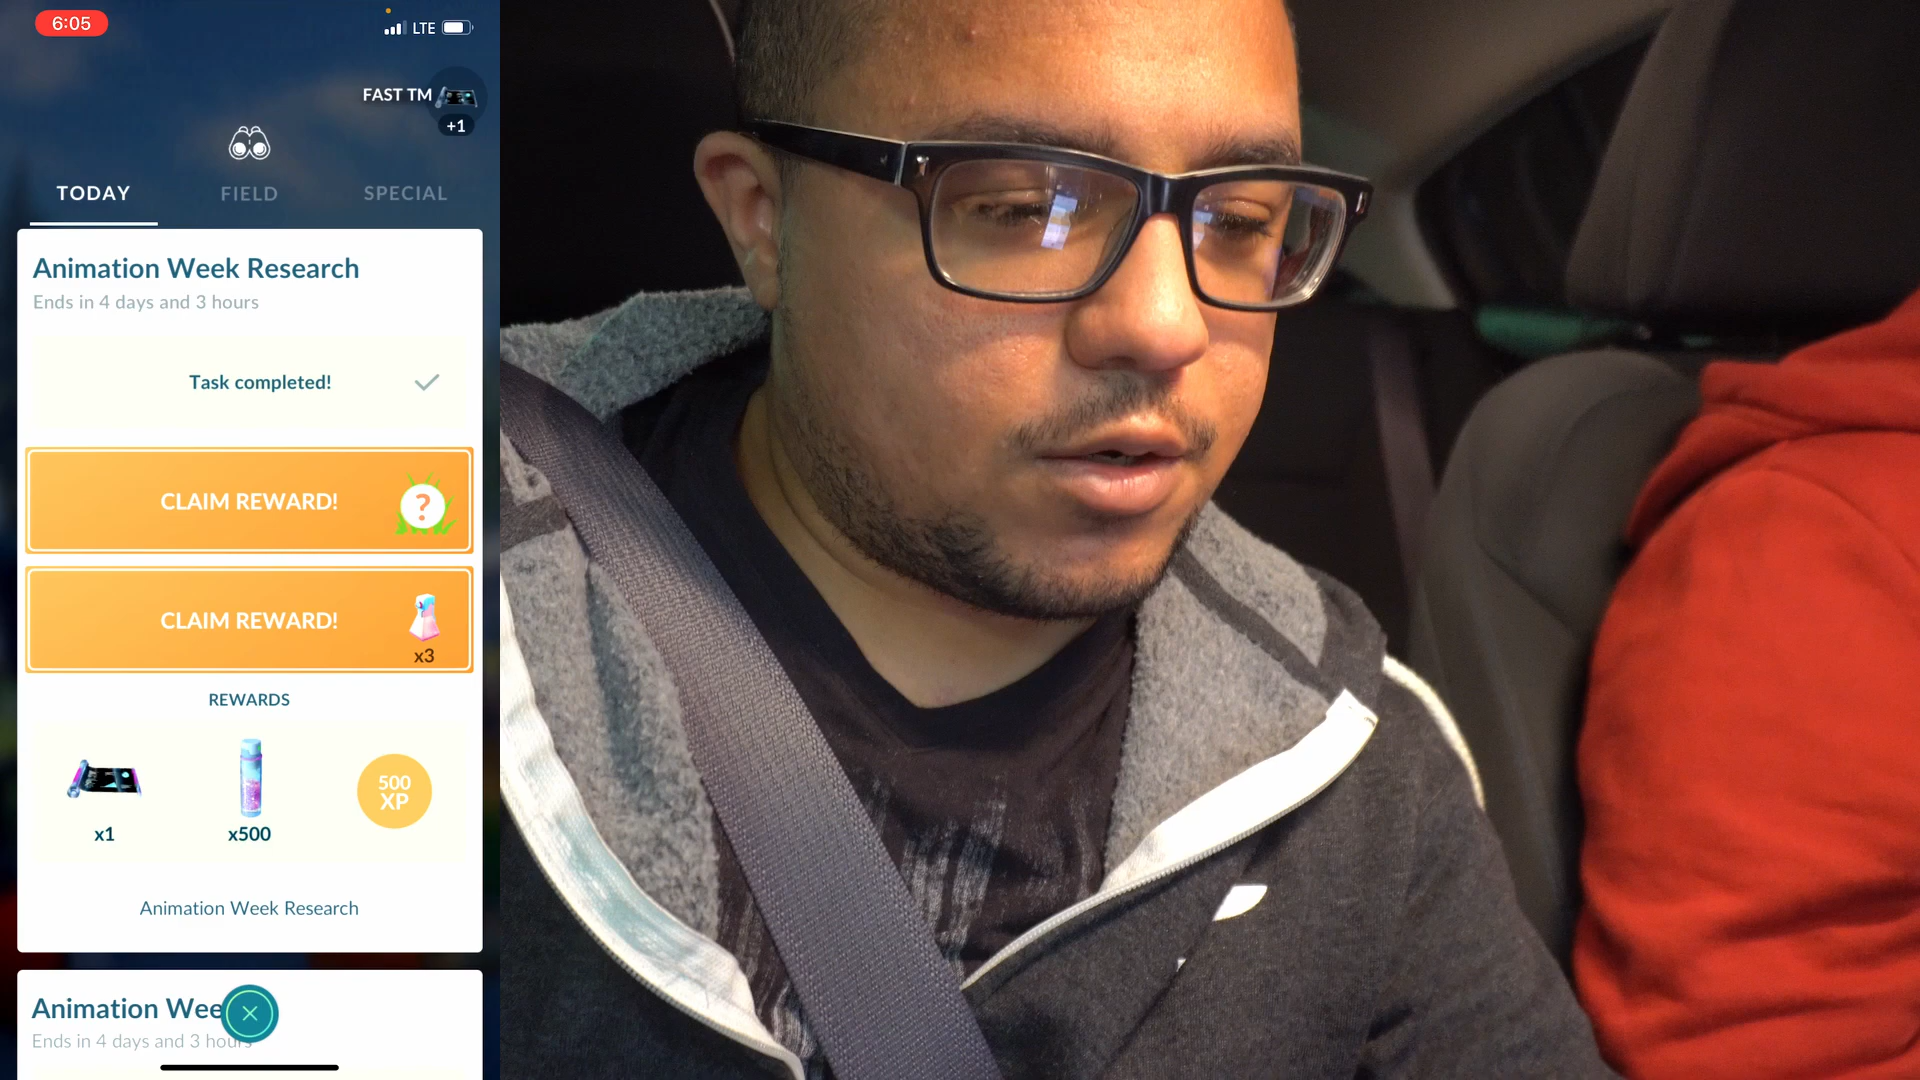 6:05
LTE
FAST TM
+1
TODAY
FIELD
SPECIAL
Animation Week Research
Ends in 4 days and 3 hours
Task completed!
CLAIM REWARD!
?
CLAIM REWARD!
x3
REWARDS
500
XP
x1
x500
Animation Week Research
Animation Wee
Ends in 4 days and 3 hours